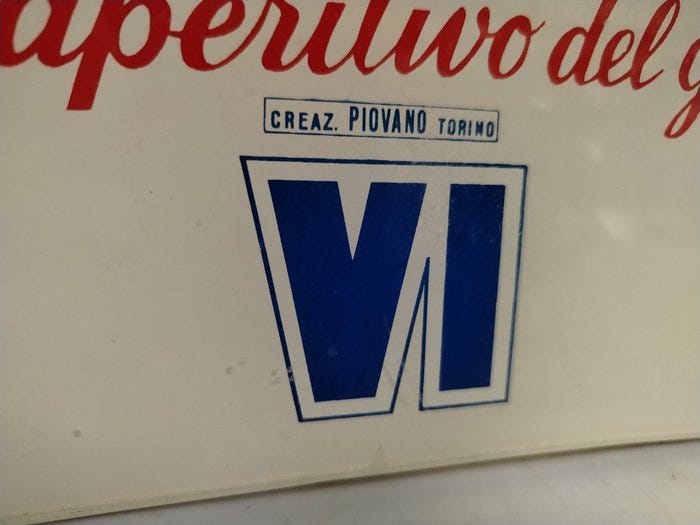 aperitivo del g
CREAZ. PIOVANO TORINO
VI